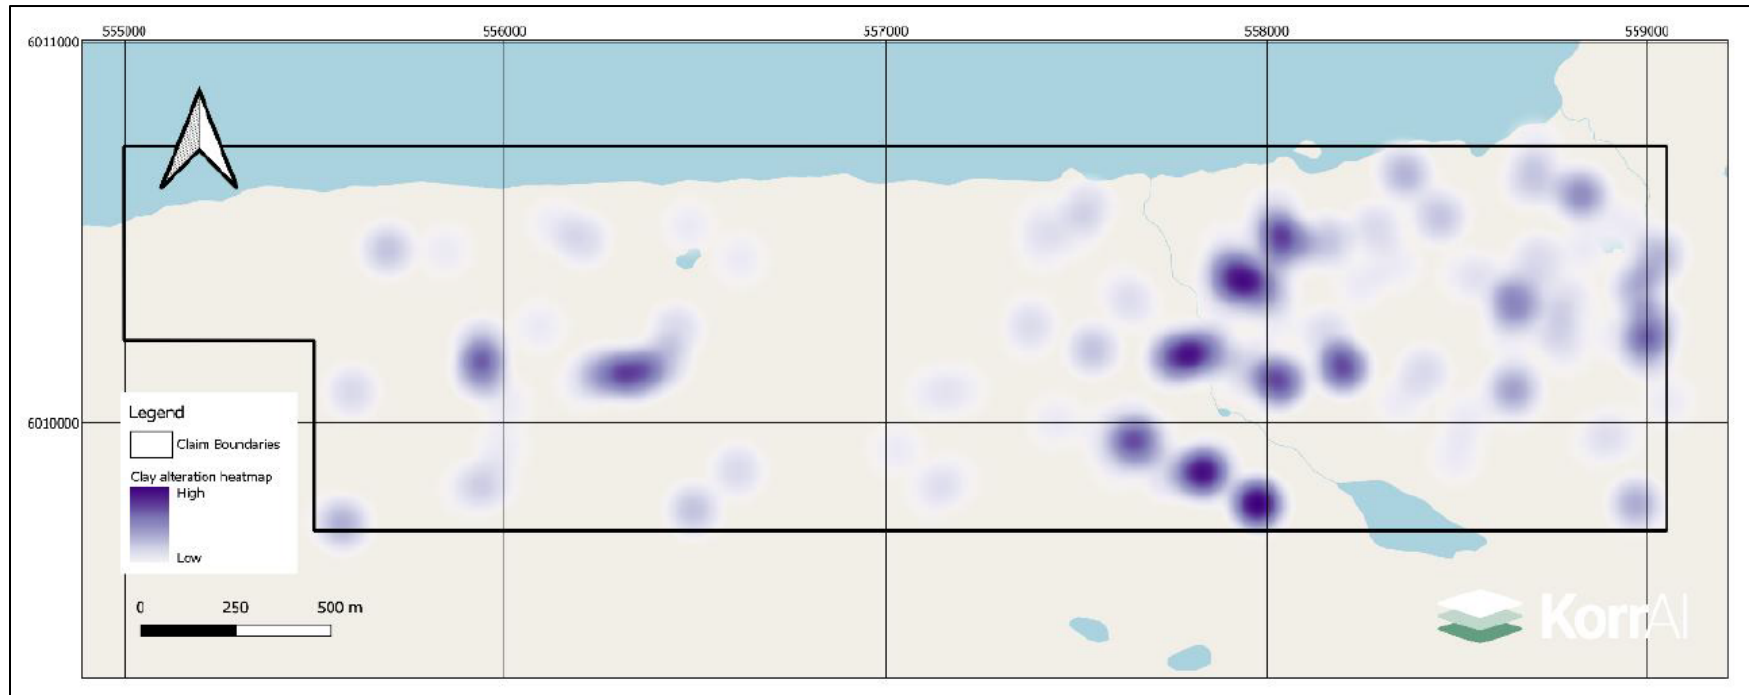 555000 556000 557000 558000 559000
6011000
6010000
Legend
Claim Boundaries
Clay alteration heatmap
High
Low
0 250 500 m
KorrAI